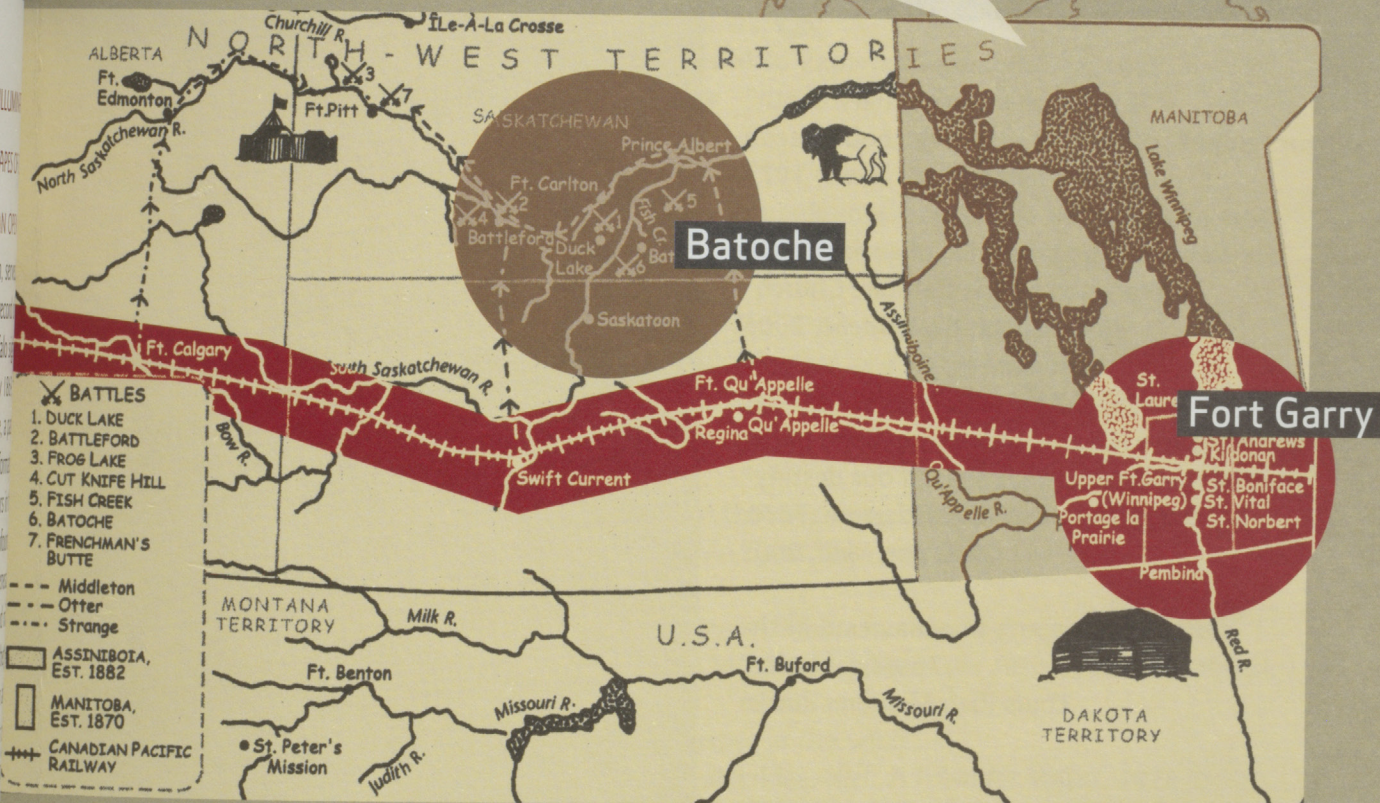 Churchill R.
Île-À-La Crosse
NORTH-WEST TERRITORIES
ALBERTA
Ft.
Edmonton
3
7
Ft.Pitt
North Saskatchewan R.
SASKATCHEWAN
MANITOBA
Prince Albert
Lake Winnipeg
Ft. Carlton
2
4
1
5
Fish Cr.
Battleford
Duck
Lake
Bat
6
Batoche
Saskatoon
Assiniboine
Ft. Calgary
South Saskatchewan R.
Ft. Qu'Appelle
Regina
Qu'Appelle
St.
Laure
Fort Garry
St. Andrews
Kildonan
Bow R.
Swift Current
Qu'Appelle R.
Upper Ft.Garry
(Winnipeg)
St. Boniface
St. Vital
Portage la
Prairie
St. Norbert
Pembina
BATTLES
1. DUCK LAKE
2. BATTLEFORD
3. FROG LAKE
4. CUT KNIFE HILL
5. FISH CREEK
6. BATOCHE
7. FRENCHMAN'S
BUTTE
Middleton
Otter
Strange
ASSINIBOIA,
EST. 1882
MANITOBA,
EST. 1870
CANADIAN PACIFIC
RAILWAY
MONTANA
TERRITORY
Milk R.
U.S.A.
Ft. Benton
Ft. Buford
Red R.
Missouri R.
Missouri R.
St. Peter's
Mission
Judith R.
DAKOTA
TERRITORY